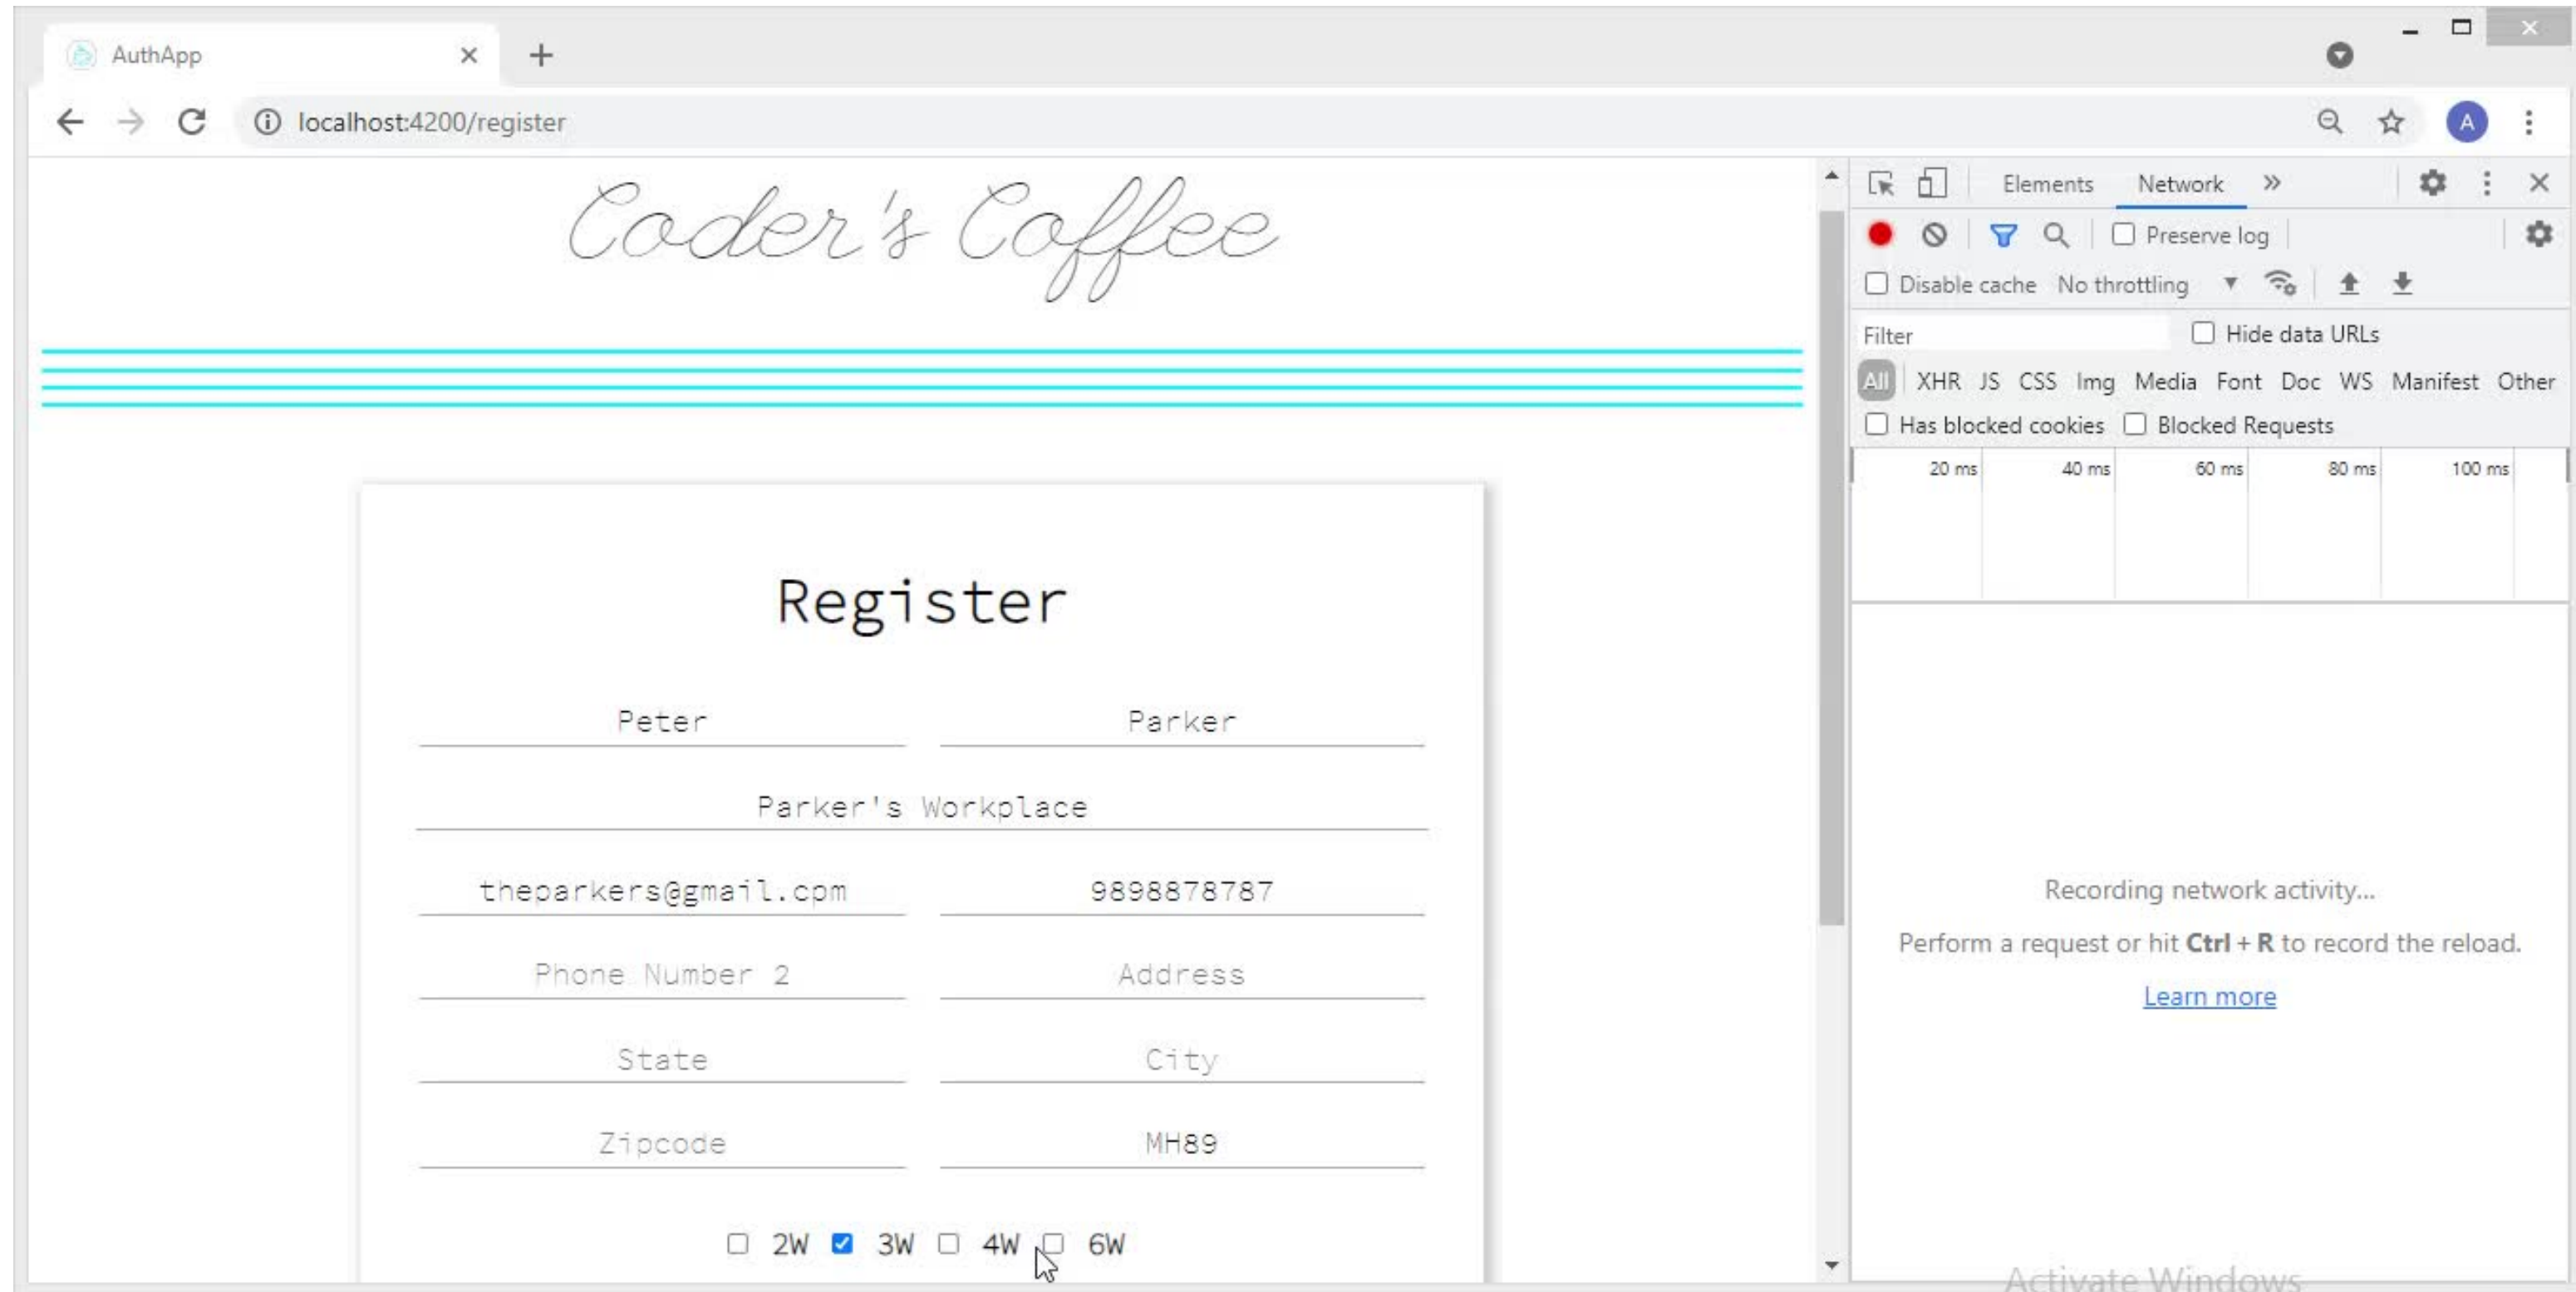 AuthApp
localhost:4200/register
A
Coder's Coffee
Register
Peter Parker
Parker's Workplace
theparkers@gmail.cpm 9898878787
Phone Number 2 Address
State City
Zipcode MH89
2W 3W 4W 6W
Elements Network
Preserve log
Disable cache No throttling
Filter Hide data URLs
All XHR JS CSS Img Media Font Doc WS Manifest Other
Has blocked cookies Blocked Requests
20 ms 40 ms 60 ms 80 ms 100 ms
Recording network activity...
Perform a request or hit Ctrl + R to record the reload.
Learn more
Activate Windows